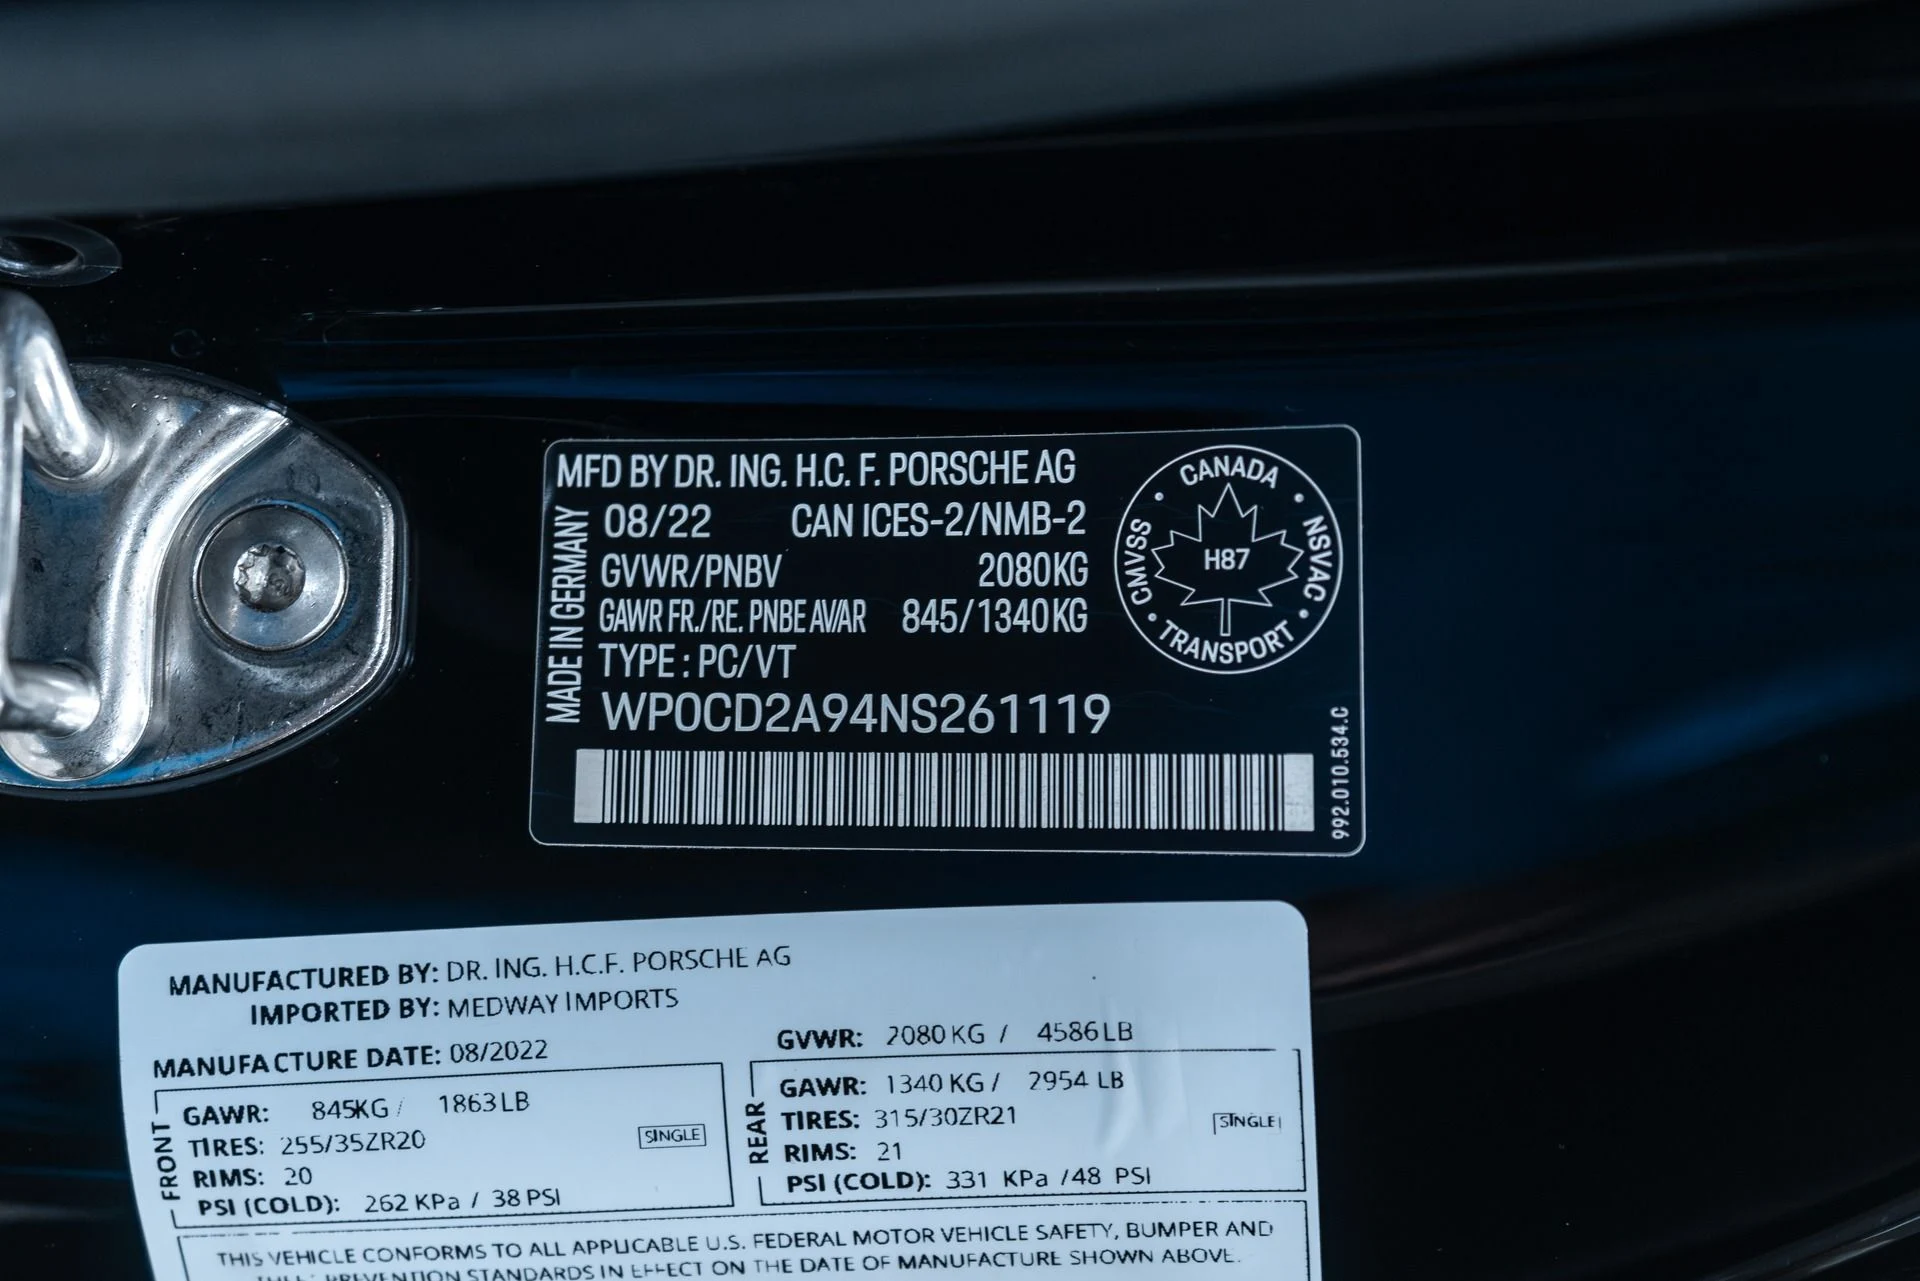 MFD BY DR. ING. H.C. F. PORSCHE AG
08/22 CAN ICES-2/NMB-2
GVWR/PNBV 2080KG
GAWR FR./RE. PNBE AV/AR 845/1340KG
TYPE : PC/VT
WP0CD2A94NS261119
MADE IN GERMANY
CANADA
CMVSS
NSVAC
H87
TRANSPORT
992.010.534.C
MANUFACTURED BY: DR. ING. H.C.F. PORSCHE AG
IMPORTED BY: MEDWAY IMPORTS
MANUFACTURE DATE: 08/2022
GVWR: 2080 KG / 4586 LB
FRONT
GAWR: 845KG / 1863 LB
TIRES: 255/35ZR20
SINGLE
RIMS: 20
PSI (COLD): 262 KPa / 38 PSI
REAR
GAWR: 1340 KG / 2954 LB
TIRES: 315/30ZR21
SINGLE
RIMS: 21
PSI (COLD): 331 KPa /48 PSI
THIS VEHICLE CONFORMS TO ALL APPLICABLE U.S. FEDERAL MOTOR VEHICLE SAFETY, BUMPER AND
PREVENTION STANDARDS IN EFFECT ON THE DATE OF MANUFACTURE SHOWN ABOVE.